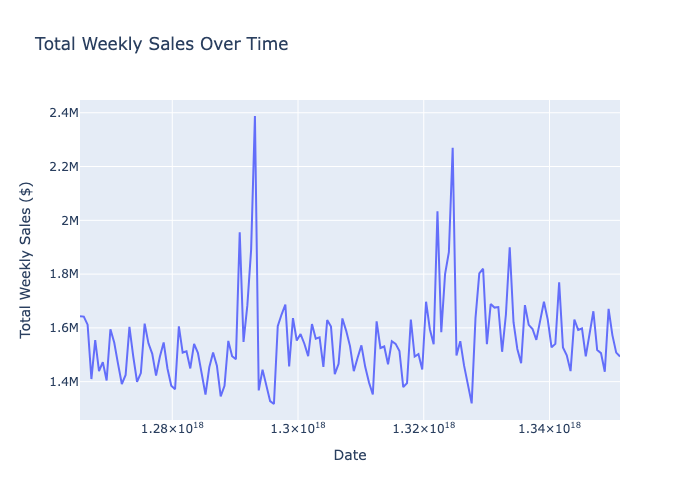 Total Weekly Sales Over Time
Total Weekly Sales ($)
2.4M
2.2M
2M
1.8M
1.6M
1.4M
1.28×10¹⁸
1.3×10¹⁸
1.32×10¹⁸
1.34×10¹⁸
Date